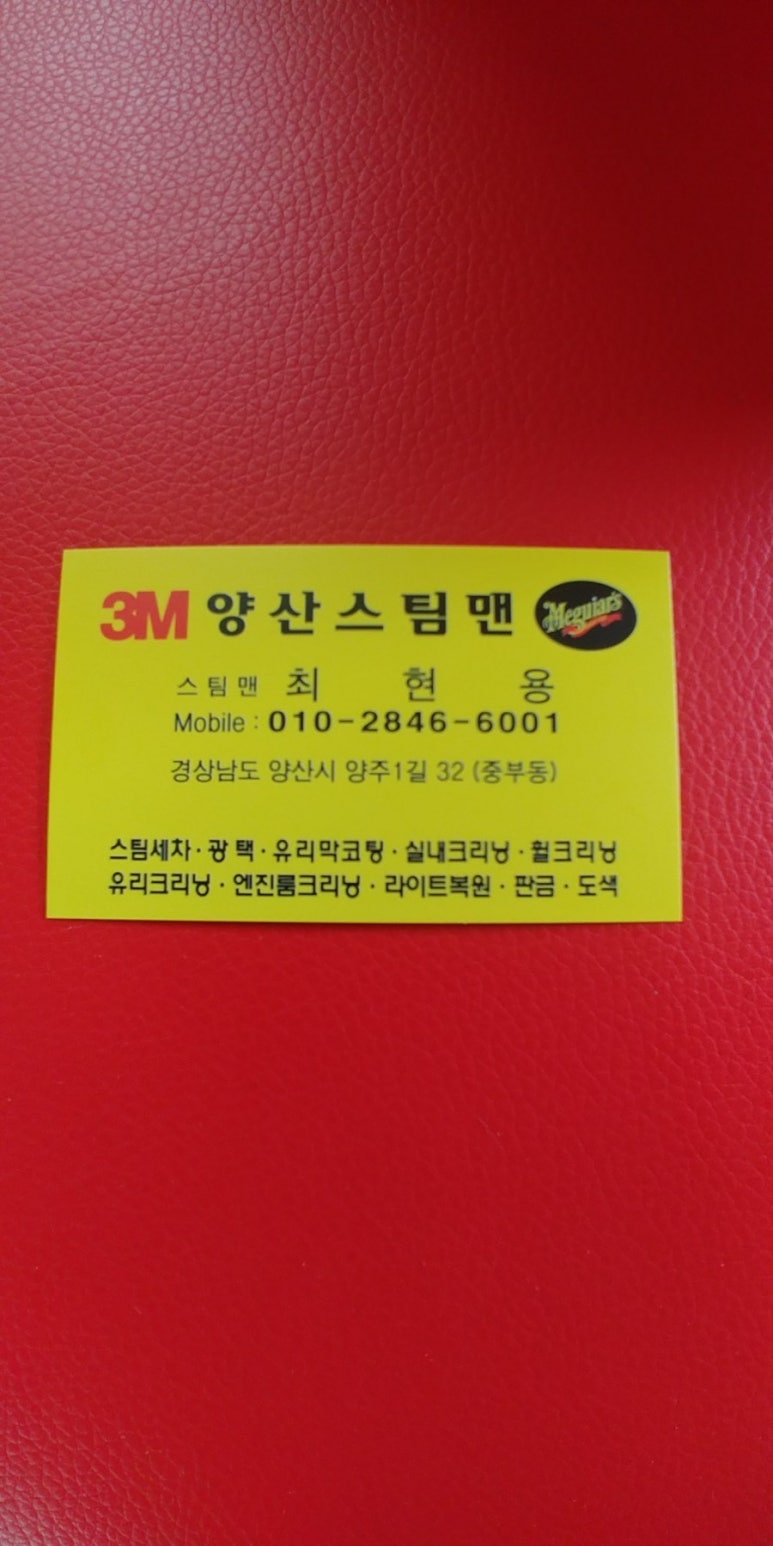 3M 양산스팀맨 Meguiar's
스팀맨 최 현 용
Mobile : 010-2846-6001
경상남도 양산시 양주1길 32 (중부동)
스팀세차·광택·유리막코팅·실내크리닝·휠크리닝
유리크리닝·엔진룸크리닝·라이트복원·판금·도색